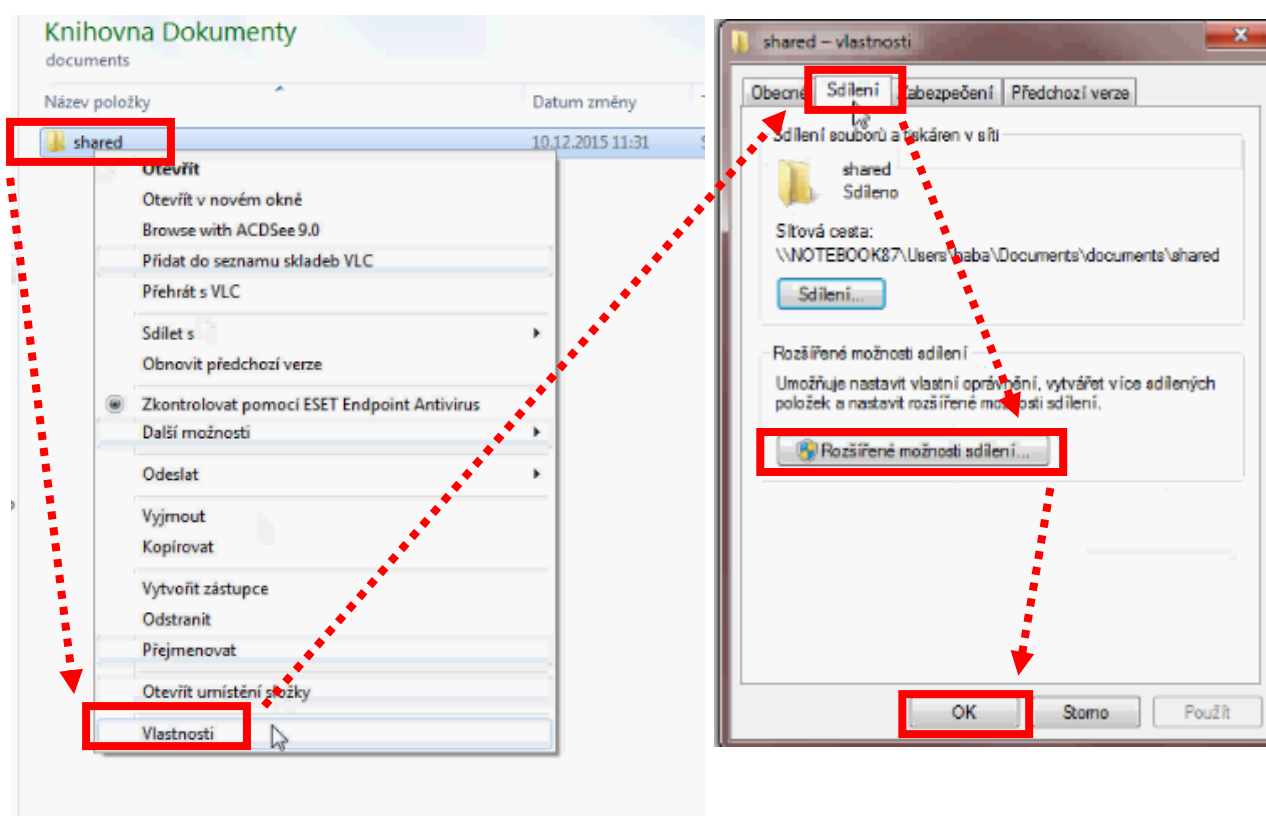 Knihovna Dokumenty
documents
Název položky
Datum změny
shared
10.12.2015 11:31
Otevřít
Otevřít v novém okně
Browse with ACDSee 9.0
Přidat do seznamu skladeb VLC
Přehrát s VLC
Sdílet s
Obnovit předchozí verze
Zkontrolovat pomocí ESET Endpoint Antivirus
Další možnosti
Odeslat
Vyjmout
Kopírovat
Vytvořit zástupce
Odstranit
Přejmenovat
Otevřít umístění složky
Vlastnosti
shared – vlastnosti
Obecné Sdílení Zabezpečení Předchozí verze
Sdílení souborů a tiskáren v síti
shared
Sdíleno
Síťová cesta:
\\NOTEBOOK87\Users\baba\Documents\documents\shared
Sdílení...
Rozšířené možnosti sdílení
Umožňuje nastavit vlastní oprávnění, vytvářet více sdílených
položek a nastavit rozšířené možnosti sdílení.
Rozšířené možnosti sdílení...
OK
Storno
Použít